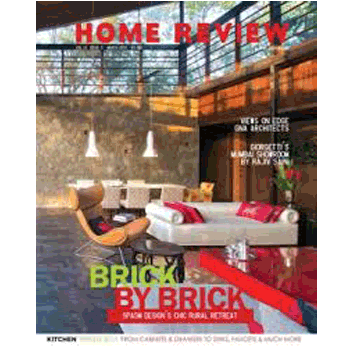 HOME REVIEW
VIEWS ON EDGE
DNA ARCHITECTS
GIORGETTI'S
MUMBAI SHOWROOM
BY RAJIV SAINI
BRICK
BY BRICK
SPASM DESIGN'S CHIC RURAL RETREAT
KITCHEN
FROM CABINETS & DRAWERS TO SINKS, FAUCETS & MUCH MORE